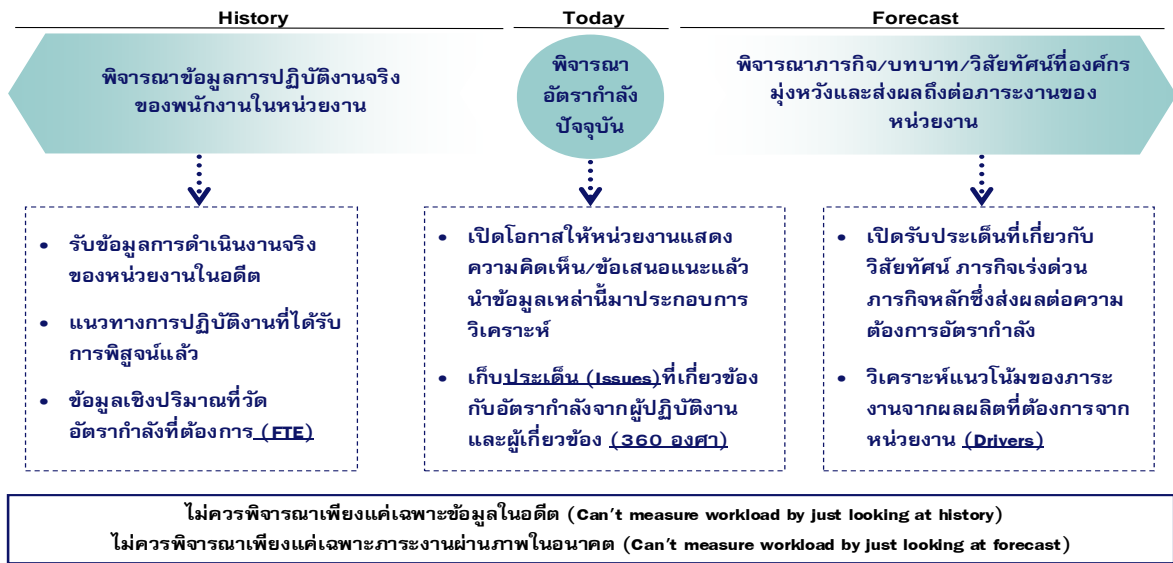 History
Today
Forecast
พิจารณาข้อมูลการปฏิบัติงานจริง
ของพนักงานในหน่วยงาน
พิจารณา
อัตรากำลัง
ปัจจุบัน
พิจารณาภารกิจ/บทบาท/วิสัยทัศน์ที่องค์กร
มุ่งหวังและส่งผลถึงต่อภาระงานของ
หน่วยงาน
• รับข้อมูลการดำเนินงานจริง
ของหน่วยงานในอดีต
• แนวทางการปฏิบัติงานที่ได้รับ
การพิสูจน์แล้ว
• ข้อมูลเชิงปริมาณที่วัด
อัตรากำลังที่ต้องการ (FTE)
• เปิดโอกาสให้หน่วยงานแสดง
ความคิดเห็น/ข้อเสนอแนะแล้ว
นำข้อมูลเหล่านี้มาประกอบการ
วิเคราะห์
• เก็บประเด็น (Issues)ที่เกี่ยวข้อง
กับอัตรากำลังจากผู้ปฏิบัติงาน
และผู้เกี่ยวข้อง (360 องศา)
• เปิดรับประเด็นที่เกี่ยวกับ
วิสัยทัศน์ ภารกิจเร่งด่วน
ภารกิจหลักซึ่งส่งผลต่อความ
ต้องการอัตรากำลัง
• วิเคราะห์แนวโน้มของภาระ
งานจากผลผลิตที่ต้องการจาก
หน่วยงาน (Drivers)
ไม่ควรพิจารณาเพียงแค่เฉพาะข้อมูลในอดีต (Can't measure workload by just looking at history)
ไม่ควรพิจารณาเพียงแค่เฉพาะภาระงานผ่านภาพในอนาคต (Can't measure workload by just looking at forecast)